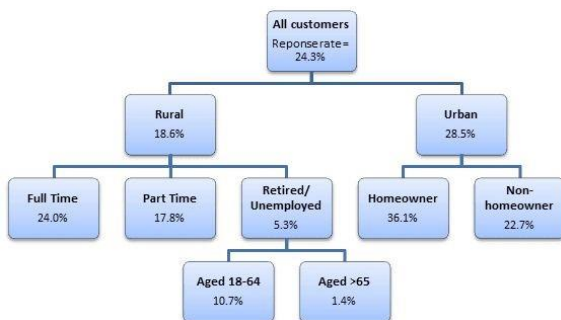 All customers
Reponserate=
24.3%
Rural
18.6%
Urban
28.5%
Full Time
24.0%
Part Time
17.8%
Retired/
Unemployed
5.3%
Homeowner
36.1%
Non-
homeowner
22.7%
Aged 18-64
10.7%
Aged >65
1.4%